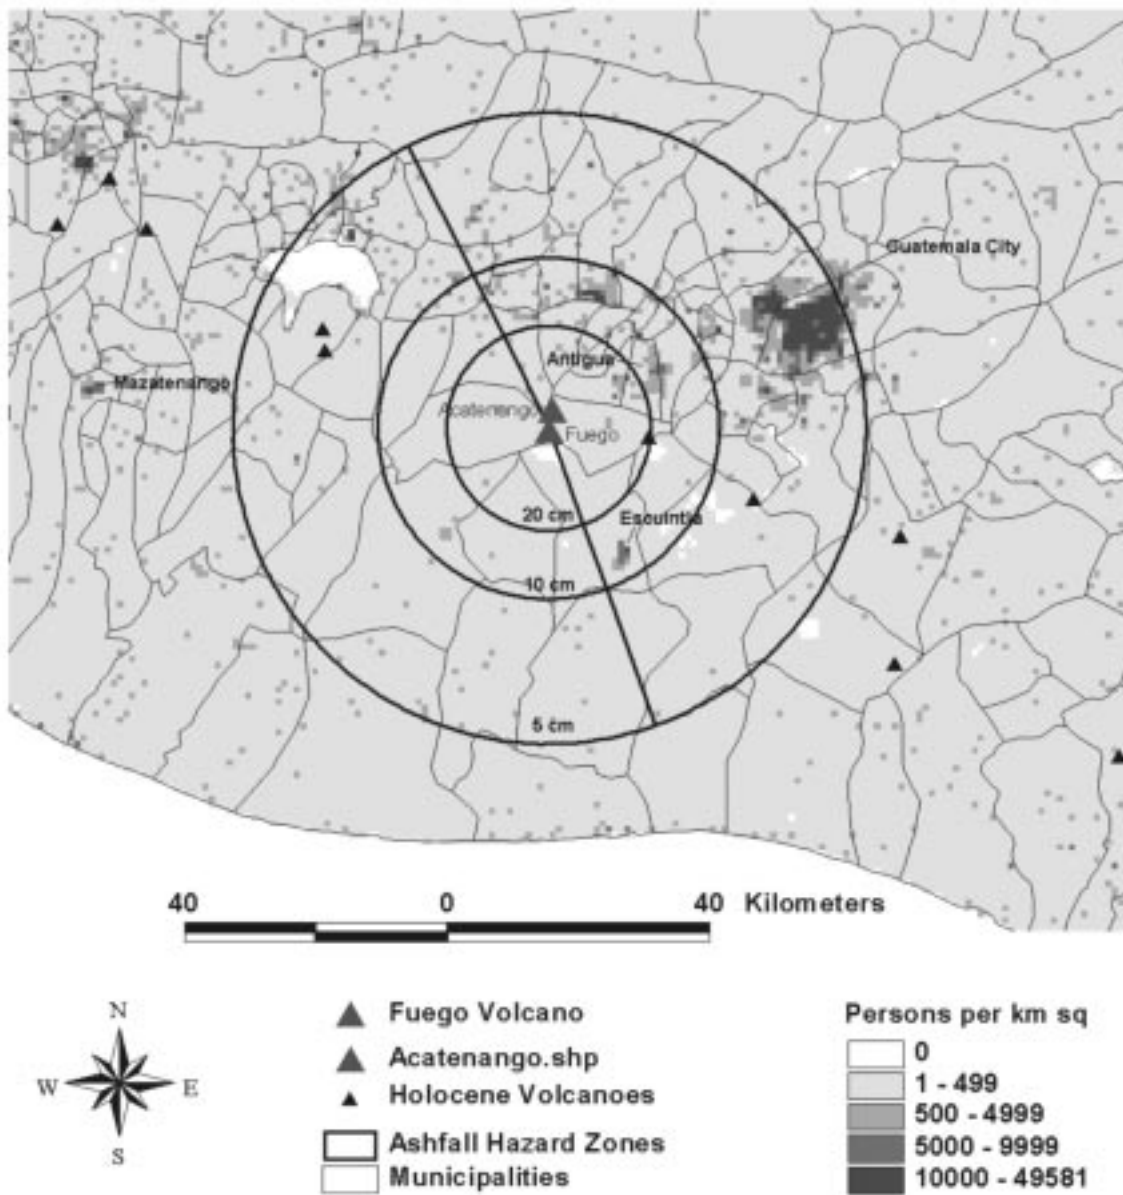 Guatemala City
Antigua
Mazatenango
Acatenango
Fuego
20 cm
Escuintla
10 cm
5 cm
40 0 40 Kilometers
N
W E
S
Fuego Volcano
Acatenango.shp
Holocene Volcanoes
Ashfall Hazard Zones
Municipalities
Persons per km sq
0
1 - 499
500 - 4999
5000 - 9999
10000 - 49581